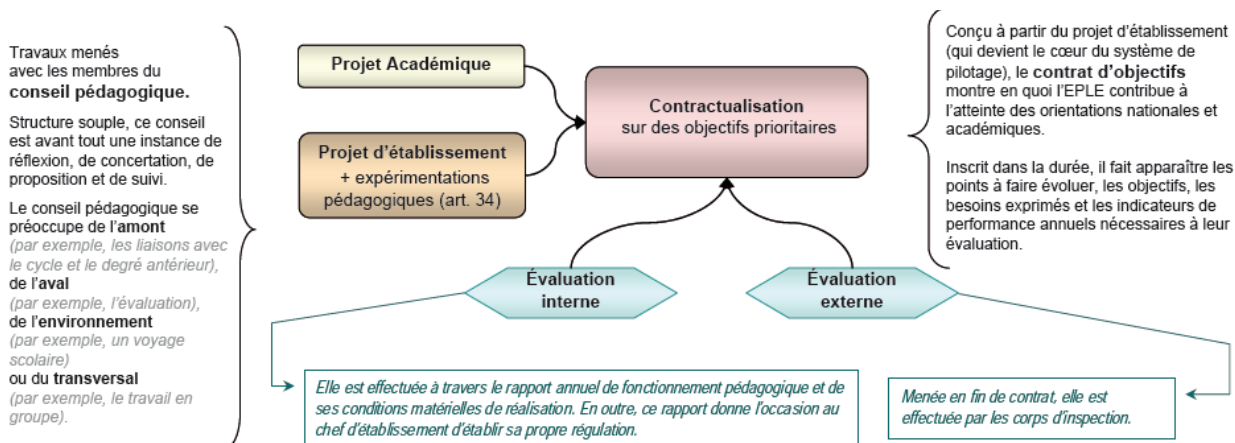 Travaux menés
avec les membres du
conseil pédagogique.
Structure souple, ce conseil
est avant tout une instance de
réflexion, de concertation, de
proposition et de suivi.
Le conseil pédagogique se
préoccupe de l'amont
(par exemple, les liaisons avec
le cycle et le degré antérieur),
de l'aval
(par exemple, l'évaluation),
de l'environnement
(par exemple, un voyage
scolaire)
ou du transversal
(par exemple, le travail en
groupe).
Projet Académique
Projet d'établissement
+ expérimentations
pédagogiques (art. 34)
Contractualisation
sur des objectifs prioritaires
Évaluation
interne
Évaluation
externe
Conçu à partir du projet d'établissement
(qui devient le cœur du système de
pilotage), le contrat d'objectifs
montre en quoi l'EPLE contribue à
l'atteinte des orientations nationales et
académiques.
Inscrit dans la durée, il fait apparaître les
points à faire évoluer, les objectifs, les
besoins exprimés et les indicateurs de
performance annuels nécessaires à leur
évaluation.
Elle est effectuée à travers le rapport annuel de fonctionnement pédagogique et de
ses conditions matérielles de réalisation. En outre, ce rapport donne l'occasion au
chef d'établissement d'établir sa propre régulation.
Menée en fin de contrat, elle est
effectuée par les corps d'inspection.